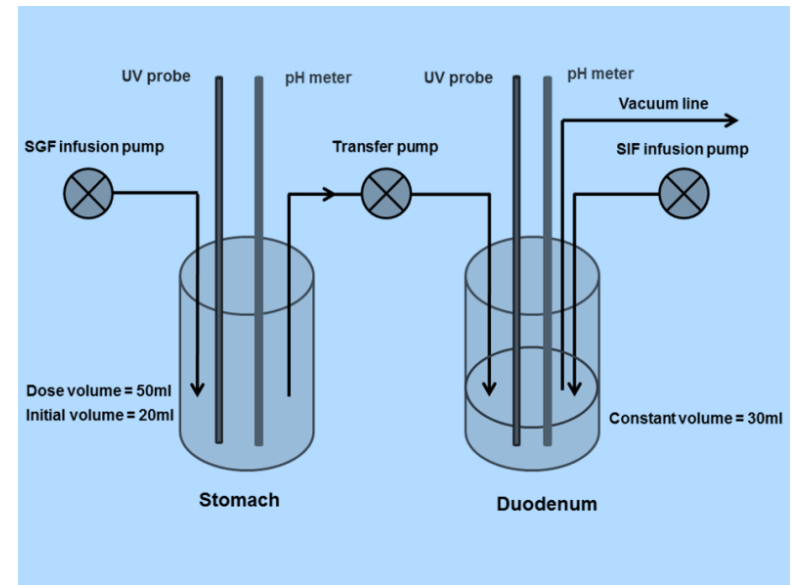 UV probe
pH meter
UV probe
pH meter
Vacuum line
SGF infusion pump
Transfer pump
SIF infusion pump
Dose volume = 50ml
Initial volume = 20ml
Constant volume = 30ml
Stomach
Duodenum